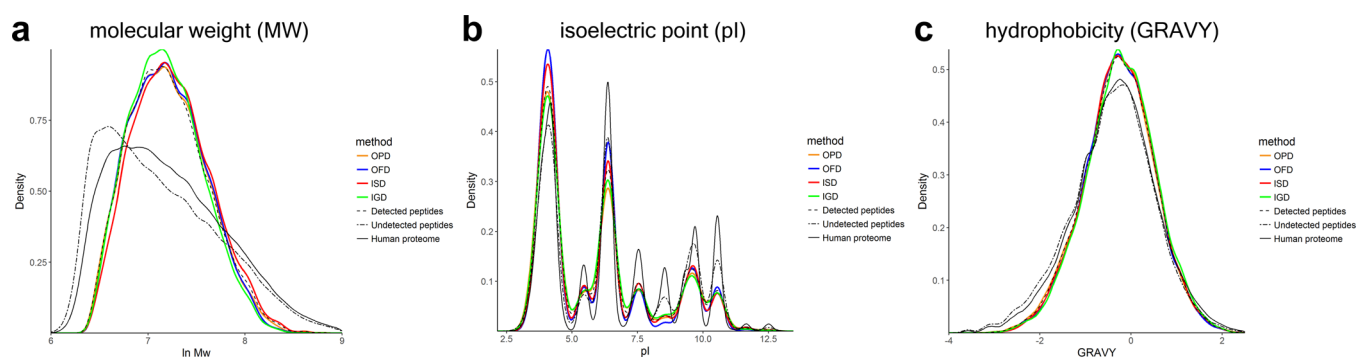 a
molecular weight (MW)
Density
0.75
0.50
0.25
6
7
8
9
ln Mw
method
OPD
OFD
ISD
IGD
Detected peptides
Undetected peptides
Human proteome
b
isoelectric point (pI)
Density
0.5
0.4
0.3
0.2
0.1
2.5
5.0
7.5
10.0
12.5
pI
method
OPD
OFD
ISD
IGD
Detected peptides
Undetected peptides
Human proteome
c
hydrophobicity (GRAVY)
Density
0.5
0.4
0.3
0.2
0.1
-4
-2
0
2
GRAVY
method
OPD
OFD
ISD
IGD
Detected peptides
Undetected peptides
Human proteome